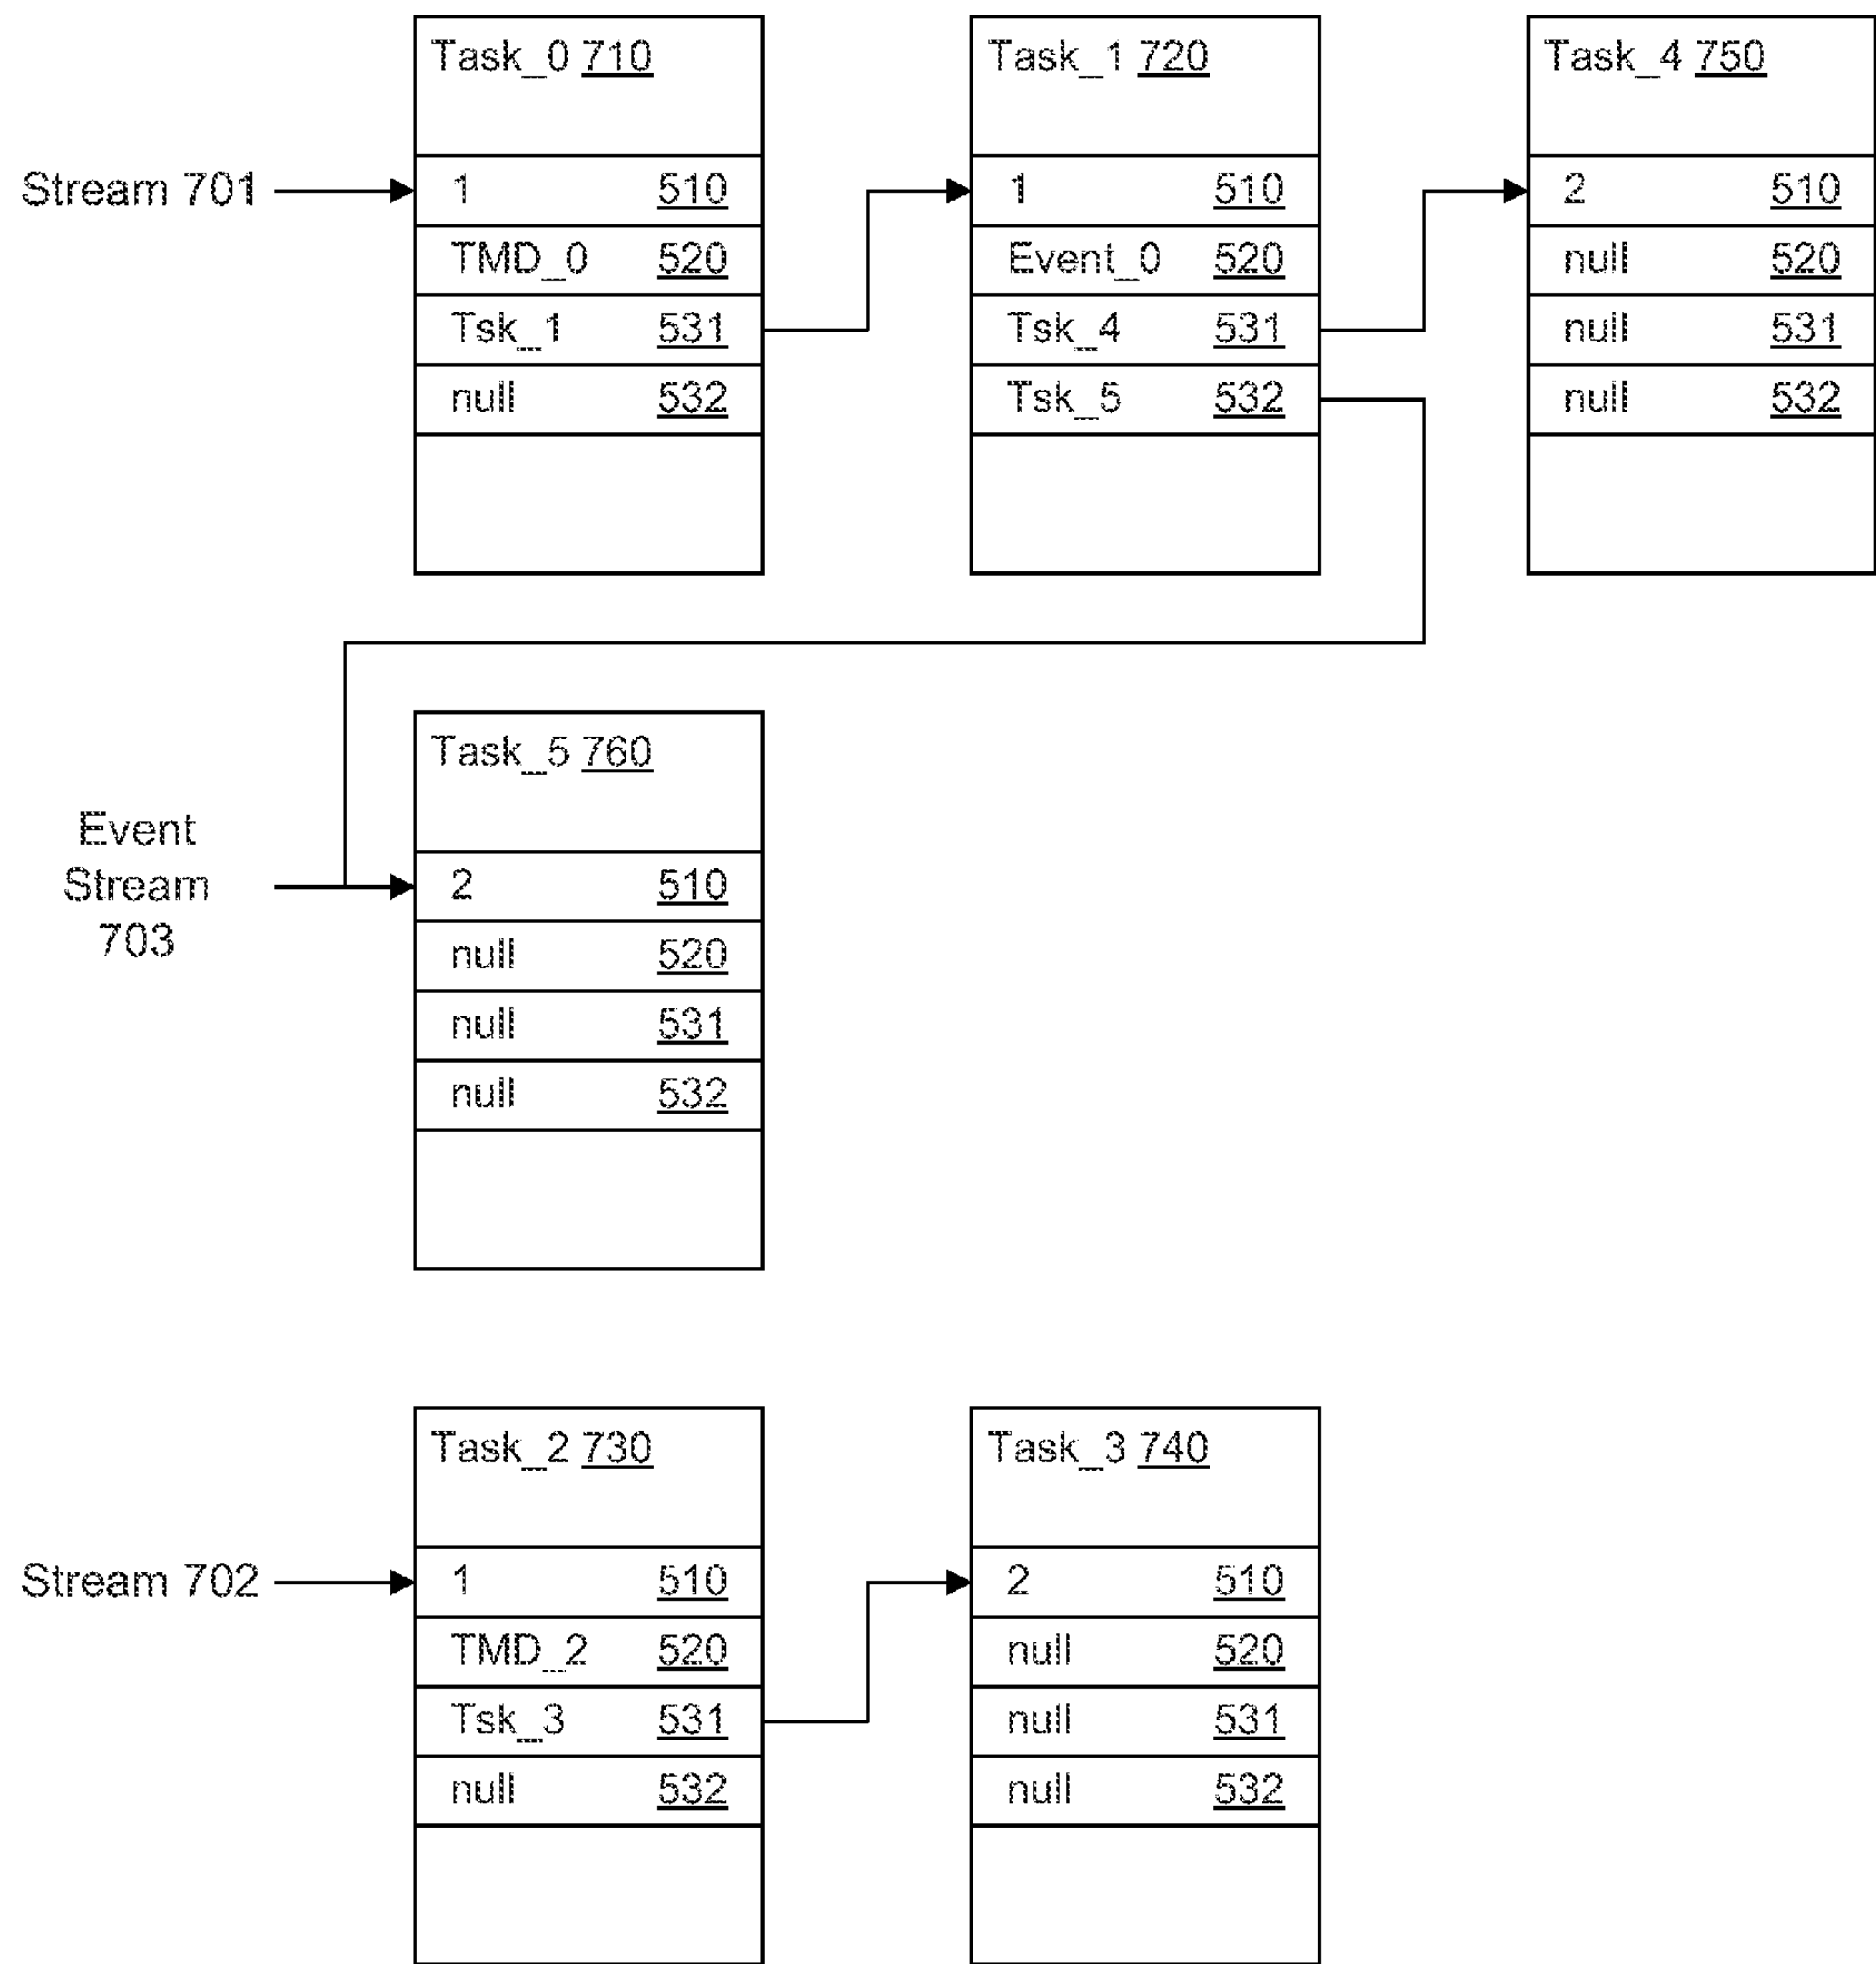 Task_0 710
Stream 701
1 510
TMD_0 520
Tsk_1 531
null 532
Task_1 720
1 510
Event_0 520
Tsk_4 531
Tsk_5 532
Task_4 750
2 510
null 520
null 531
null 532
Event
Stream
703
Task_5 760
2 510
null 520
null 531
null 532
Stream 702
Task_2 730
1 510
TMD_2 520
Tsk_3 531
null 532
Task_3 740
2 510
null 520
null 531
null 532